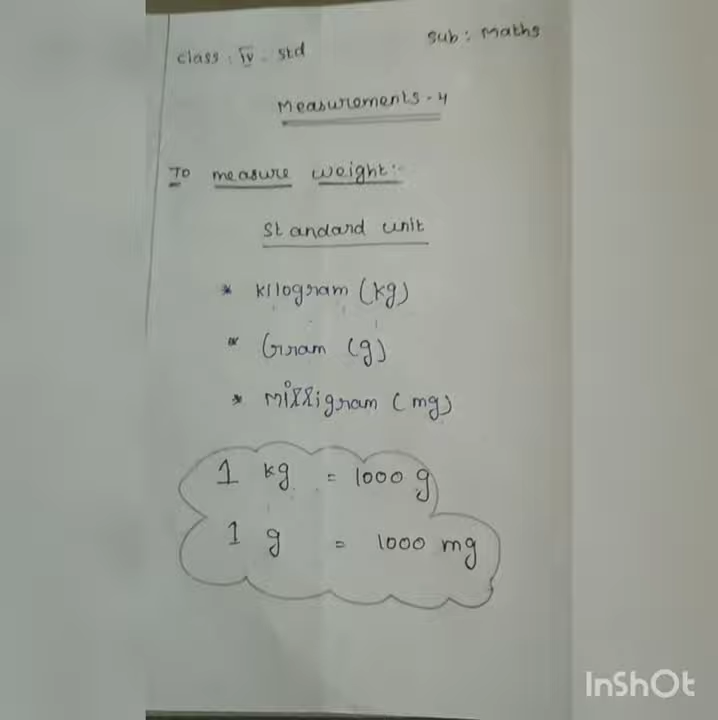 class : IV - std
Sub : Maths
Measurements - 4
To measure weight :-
Standard unit
* Kilogram (kg)
* Gram (g)
* Milligram (mg)
1 kg = 1000 g
1 g = 1000 mg
InShOt